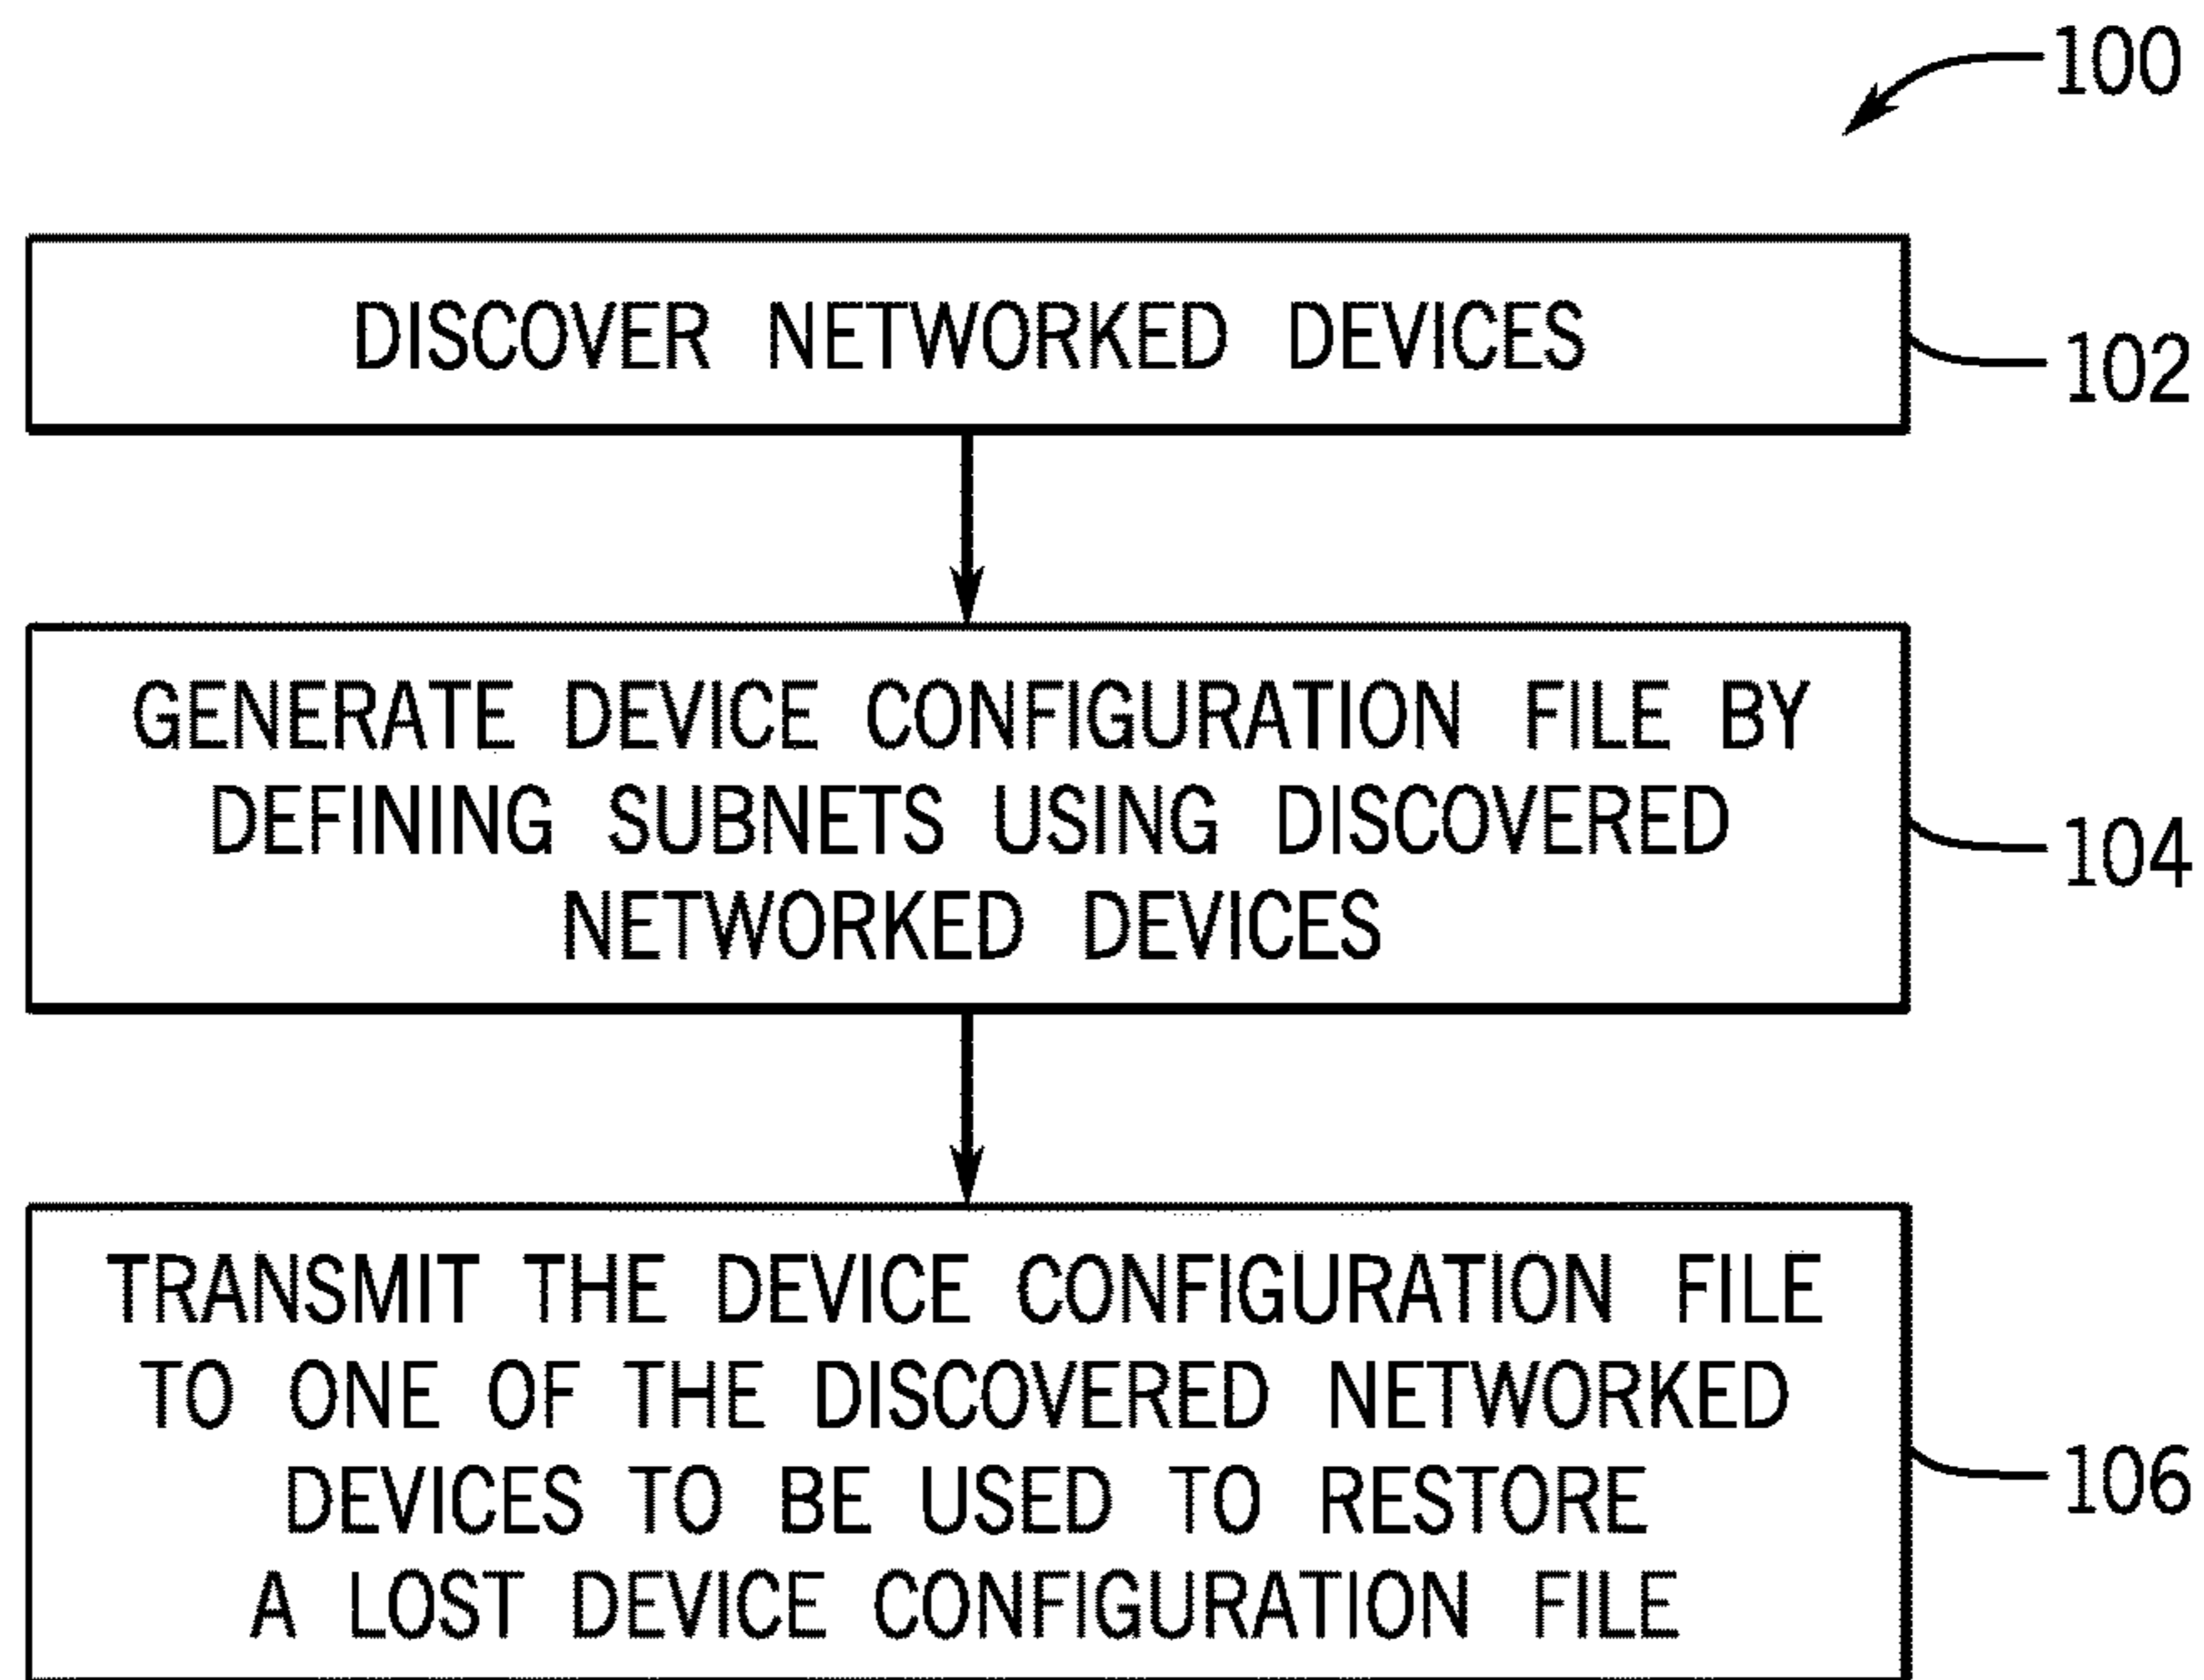 100
DISCOVER NETWORKED DEVICES
102
GENERATE DEVICE CONFIGURATION FILE BY
DEFINING SUBNETS USING DISCOVERED
NETWORKED DEVICES
104
TRANSMIT THE DEVICE CONFIGURATION FILE
TO ONE OF THE DISCOVERED NETWORKED
DEVICES TO BE USED TO RESTORE
A LOST DEVICE CONFIGURATION FILE
106